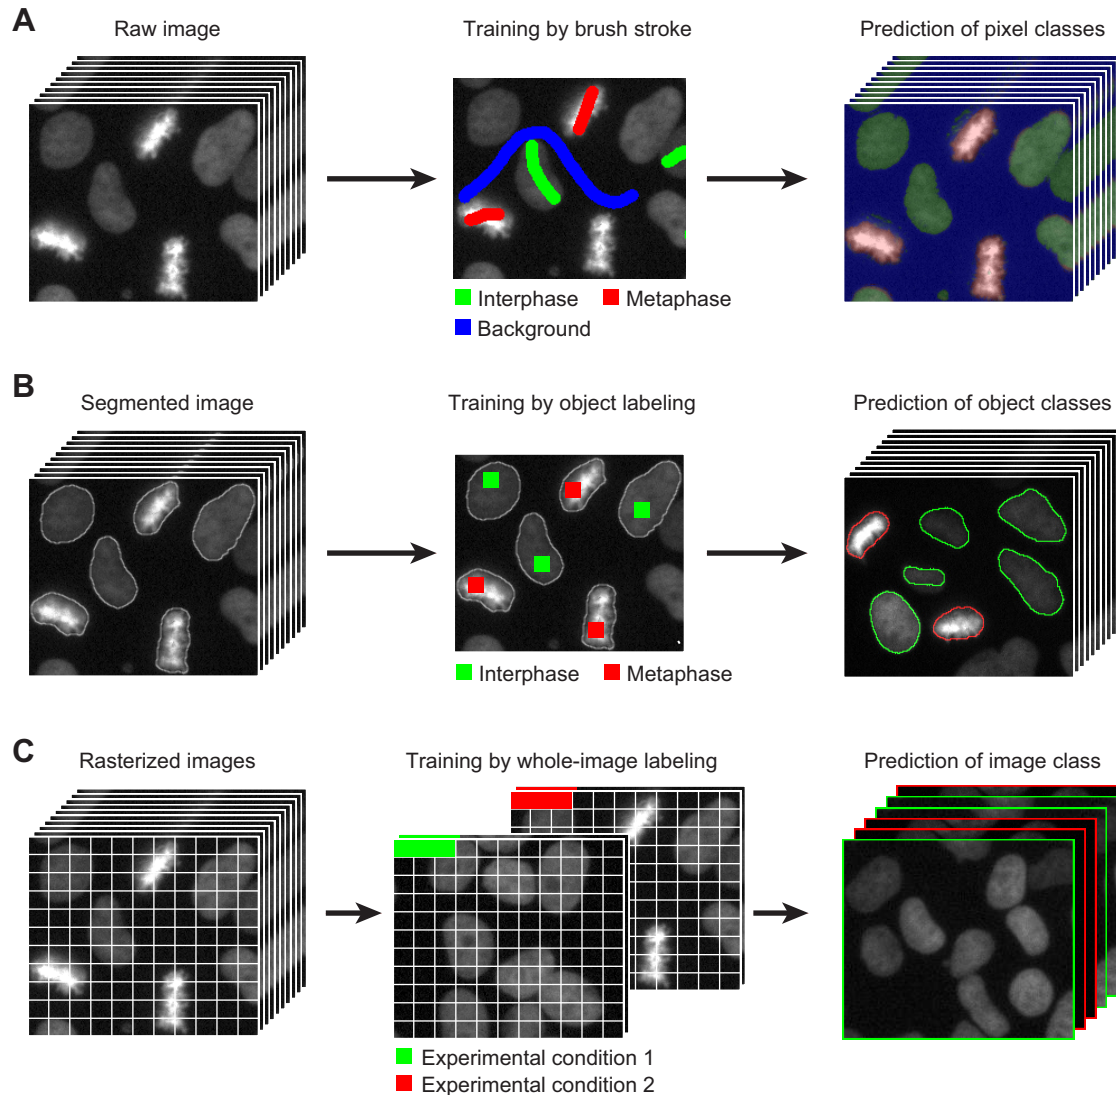 A
Raw image
Training by brush stroke
Prediction of pixel classes
Interphase
Metaphase
Background
B
Segmented image
Training by object labeling
Prediction of object classes
Interphase
Metaphase
C
Rasterized images
Training by whole-image labeling
Prediction of image class
Experimental condition 1
Experimental condition 2